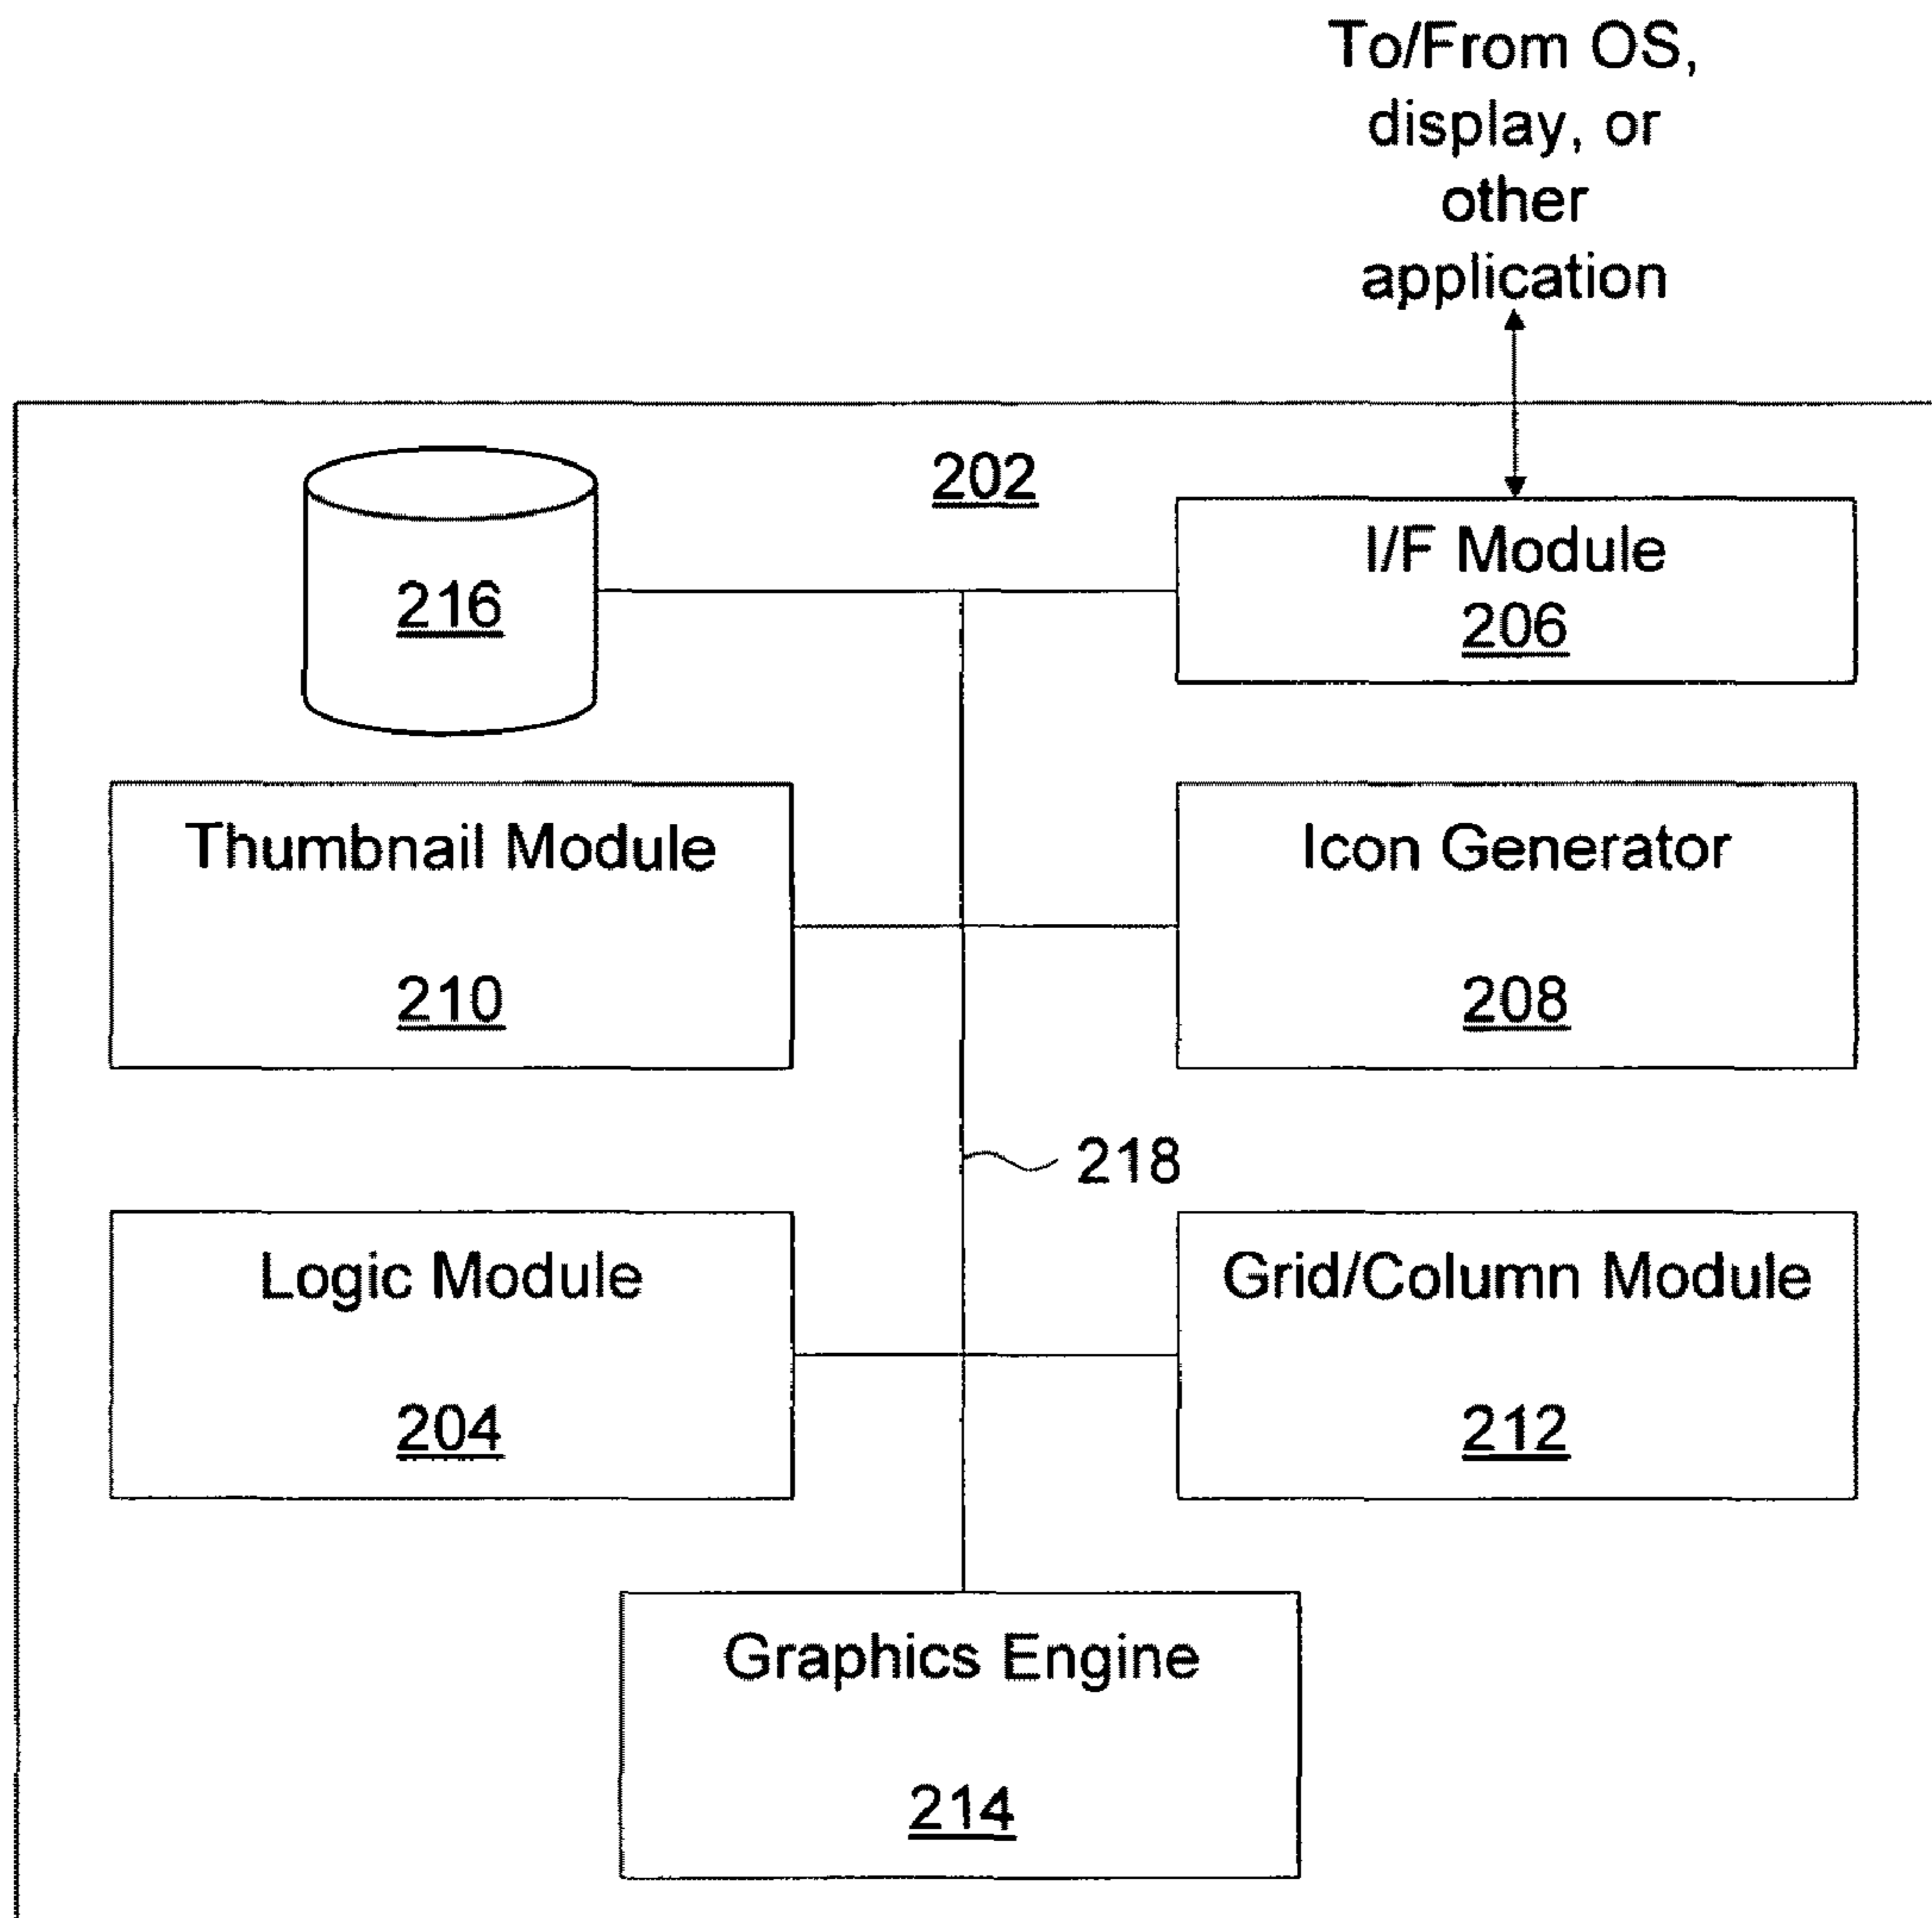 To/From OS,
display, or
other
application
202
216
I/F Module
206
Thumbnail Module
210
Icon Generator
208
218
Logic Module
204
Grid/Column Module
212
Graphics Engine
214